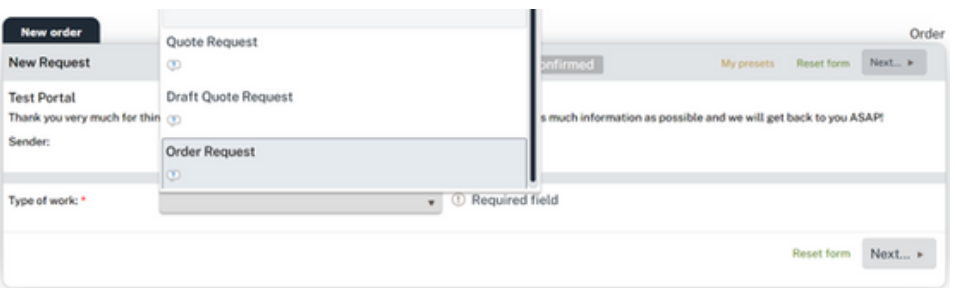 New order
Order
New Request
onfirmed
My presets
Reset form
Next... ►
Quote Request
Draft Quote Request
Order Request
Test Portal
Thank you very much for thin
s much information as possible and we will get back to you ASAP!
Sender:
Type of work: *
Required field
Reset form
Next... ►